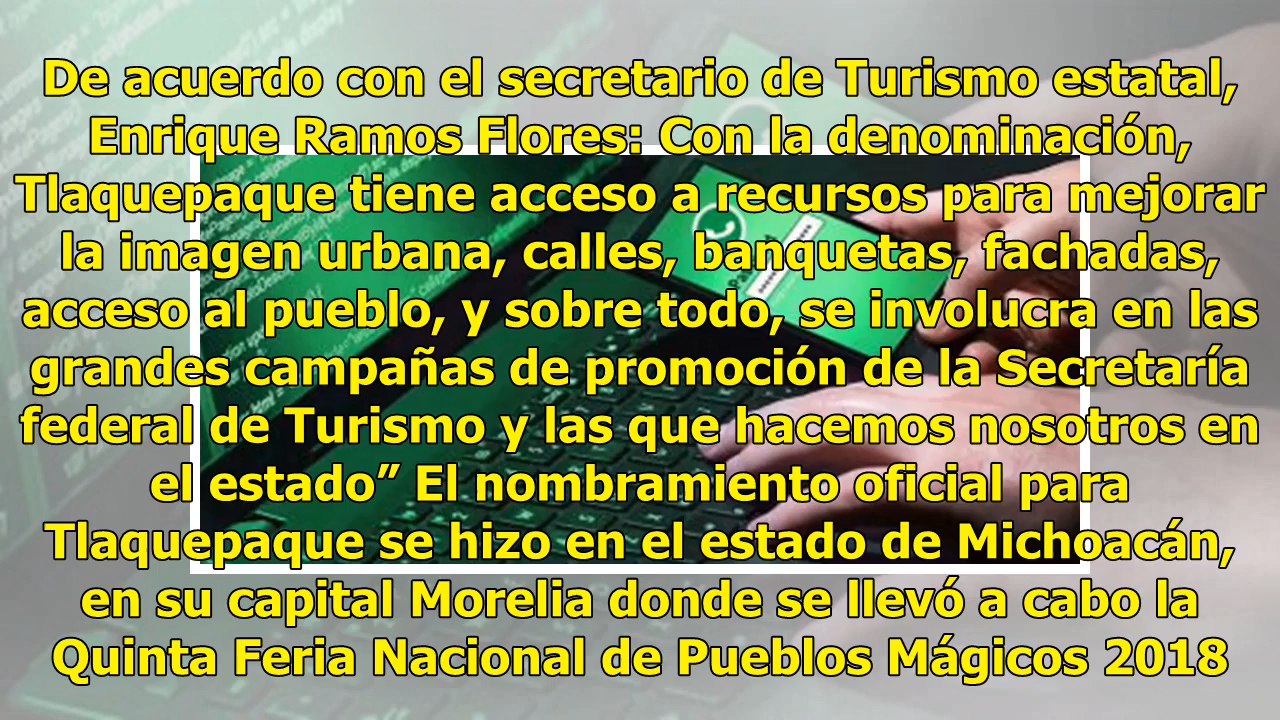 De acuerdo con el secretario de Turismo estatal,
Enrique Ramos Flores: Con la denominación,
Tlaquepaque tiene acceso a recursos para mejorar
la imagen urbana, calles, banquetas, fachadas,
acceso al pueblo, y sobre todo, se involucra en las
grandes campañas de promoción de la Secretaría
federal de Turismo y las que hacemos nosotros en
el estado” El nombramiento oficial para
Tlaquepaque se hizo en el estado de Michoacán,
en su capital Morelia donde se llevó a cabo la
Quinta Feria Nacional de Pueblos Mágicos 2018